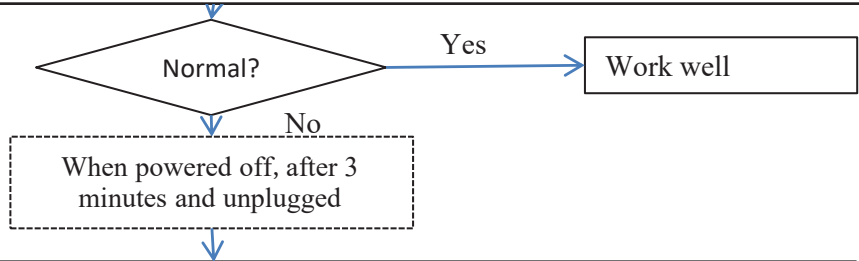 Yes
Normal?
Work well
No
When powered off, after 3
minutes and unplugged